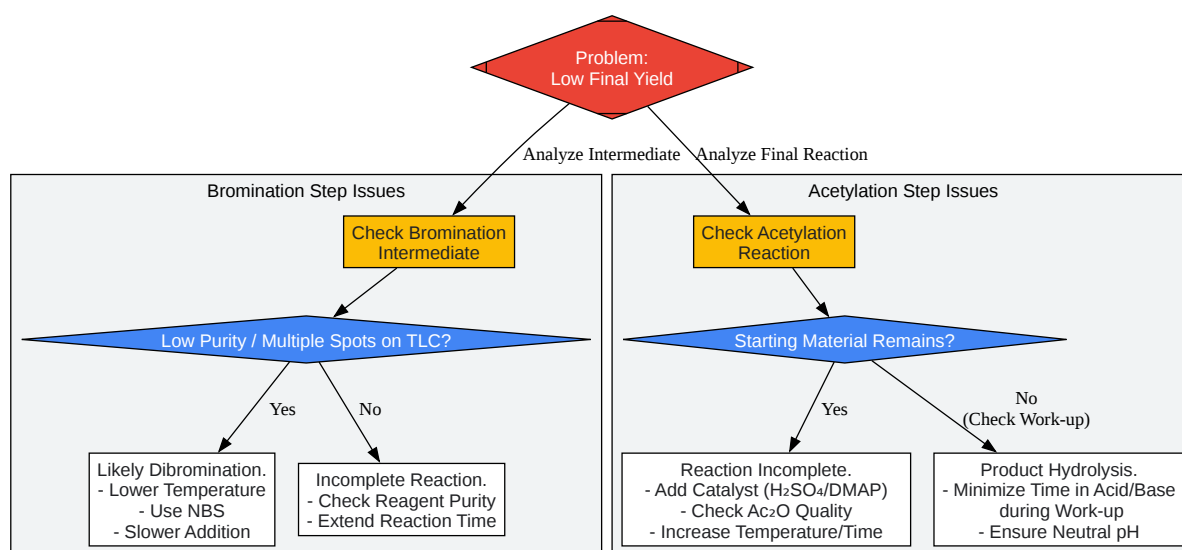 Problem:
Low Final Yield
Analyze Intermediate
Analyze Final Reaction
Bromination Step Issues
Check Bromination
Intermediate
Low Purity / Multiple Spots on TLC?
Yes
No
Likely Dibromination.
- Lower Temperature
- Use NBS
- Slower Addition
Incomplete Reaction.
- Check Reagent Purity
- Extend Reaction Time
Acetylation Step Issues
Check Acetylation
Reaction
Starting Material Remains?
Yes
No
(Check Work-up)
Reaction Incomplete.
- Add Catalyst (H₂SO₄/DMAP)
- Check Ac₂O Quality
- Increase Temperature/Time
Product Hydrolysis.
- Minimize Time in Acid/Base
during Work-up
- Ensure Neutral pH